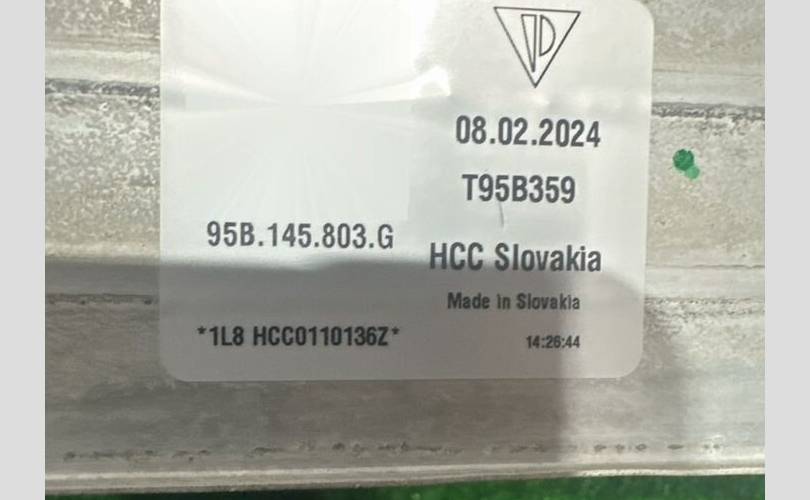 08.02.2024
T95B359
95B.145.803.G
HCC Slovakia
Made in Slovakia
*1L8 HCC0110136Z*
14:26:44